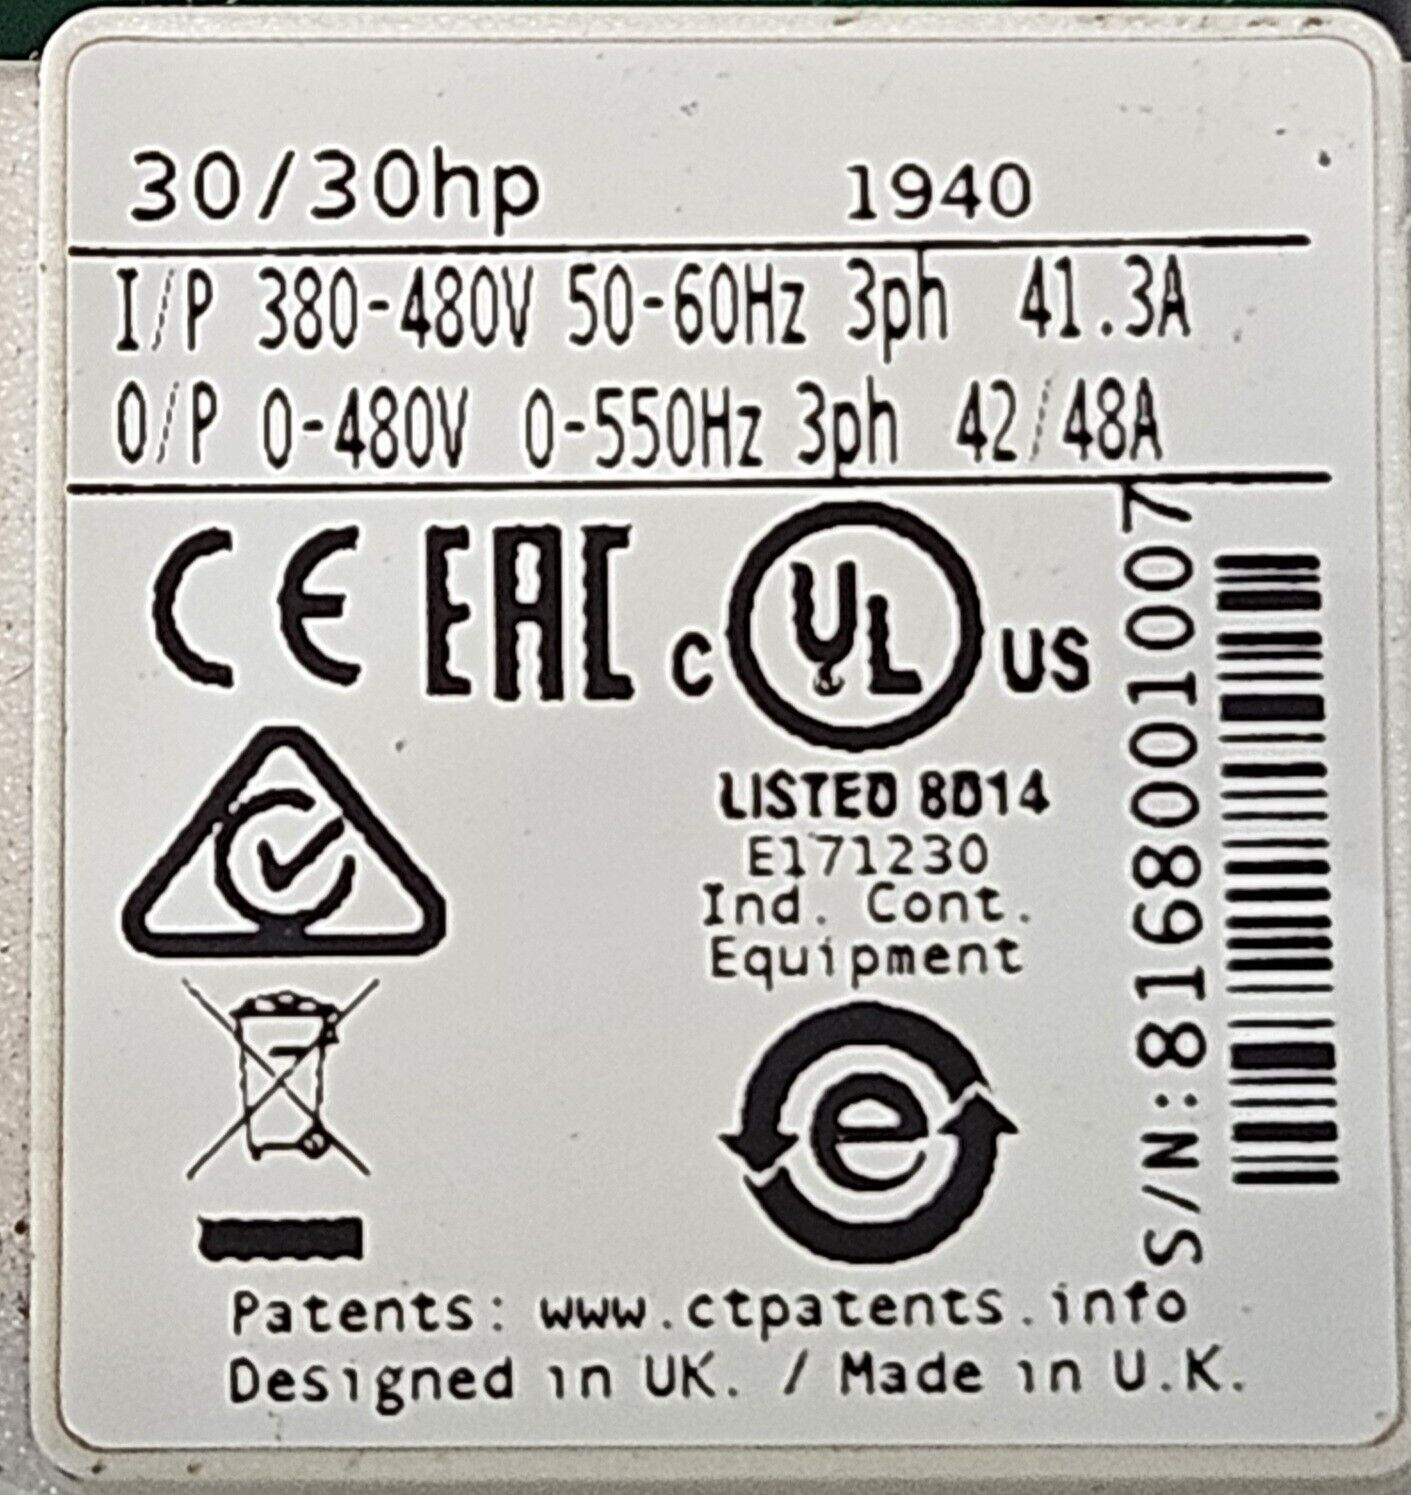 30/30hp 1940
I/P 380-480V 50-60Hz 3ph 41.3A
O/P 0-480V 0-550Hz 3ph 42/48A
CE EAC c UL US
LISTED 8D14
E171230
Ind. Cont.
Equipment
e
S/N:8168001007
Patents: www.ctpatents.info
Designed in UK. / Made in U.K.